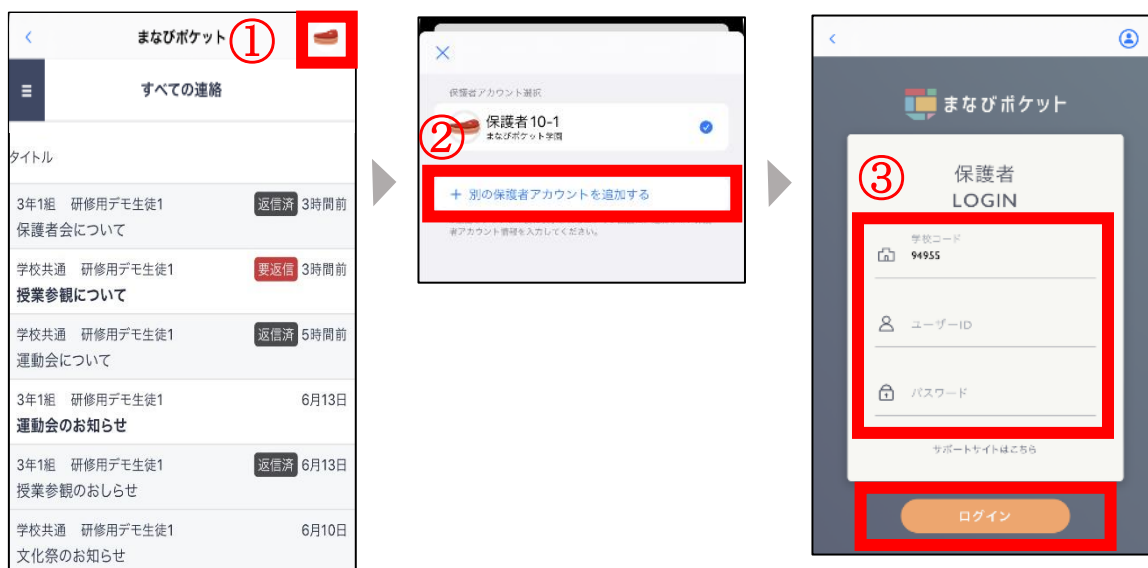 まなびポケット
①
すべての連絡
タイトル
3年1組 研修用デモ生徒1 返信済 3時間前
保護者会について
学校共通 研修用デモ生徒1 要返信 3時間前
授業参観について
学校共通 研修用デモ生徒1 返信済 5時間前
運動会について
3年1組 研修用デモ生徒1 6月13日
運動会のお知らせ
3年1組 研修用デモ生徒1 返信済 6月13日
授業参観のおしらせ
学校共通 研修用デモ生徒1 6月10日
文化祭のお知らせ
保護者アカウント選択
②
保護者10-1
まなびポケット学園
+ 別の保護者アカウントを追加する
者アカウント情報を入力してください。
まなびポケット
③
保護者
LOGIN
学校コード
94955
ユーザーID
パスワード
サポートサイトはこちら
ログイン